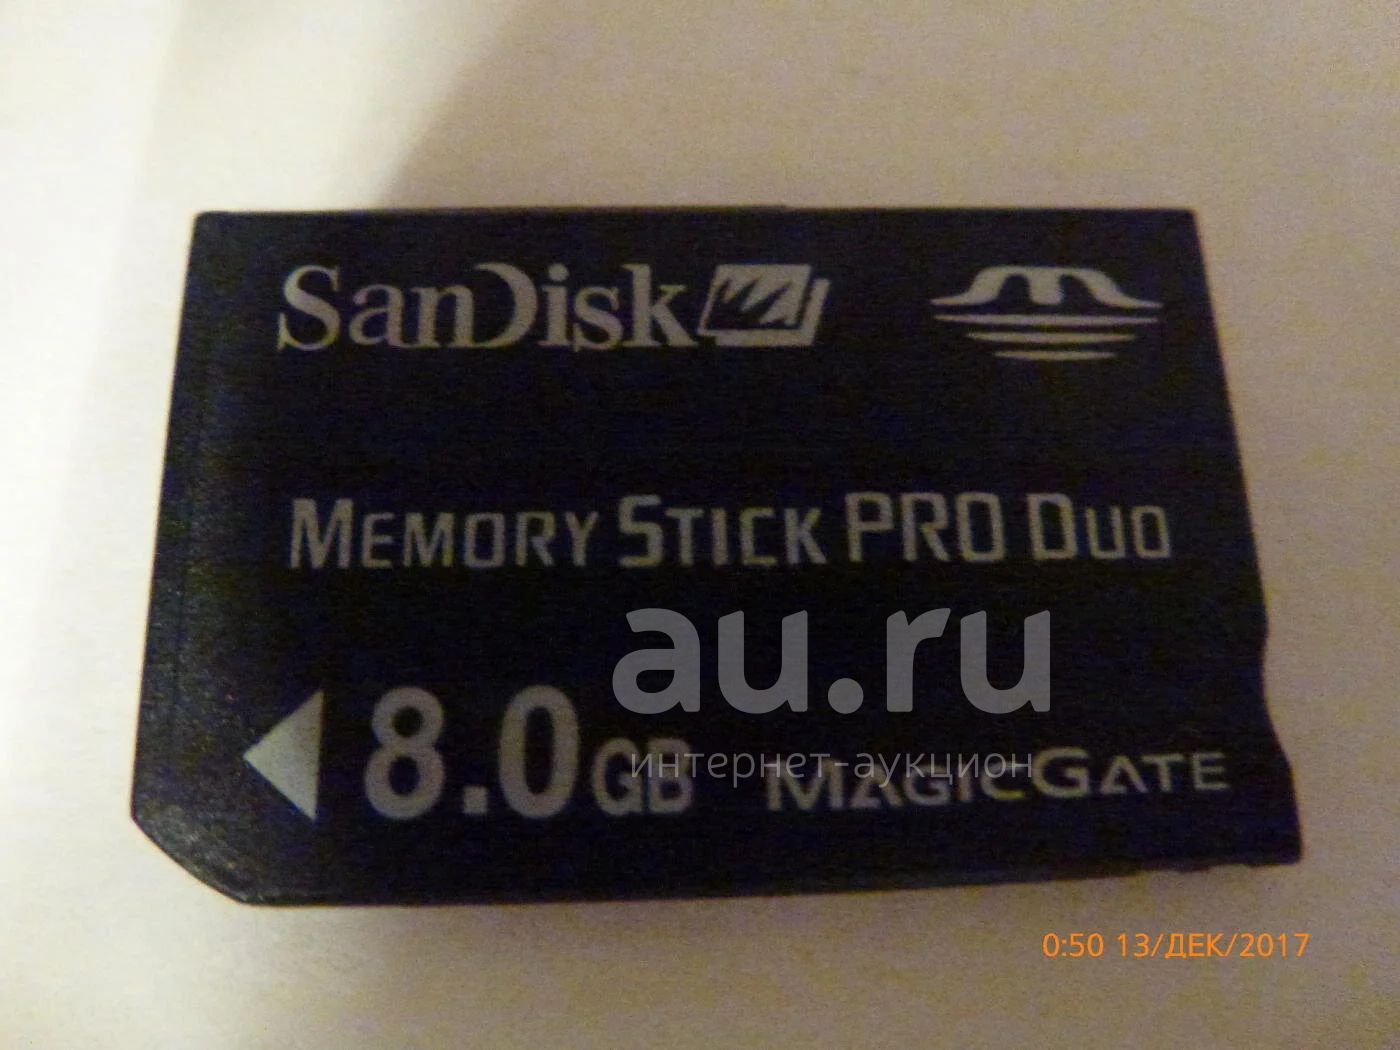 SanDisk
MEMORY STICK PRO DUO
au.ru
8.0 GB
интернет-аукцион
MAGICGATE
0:50 13/ДЕК/2017